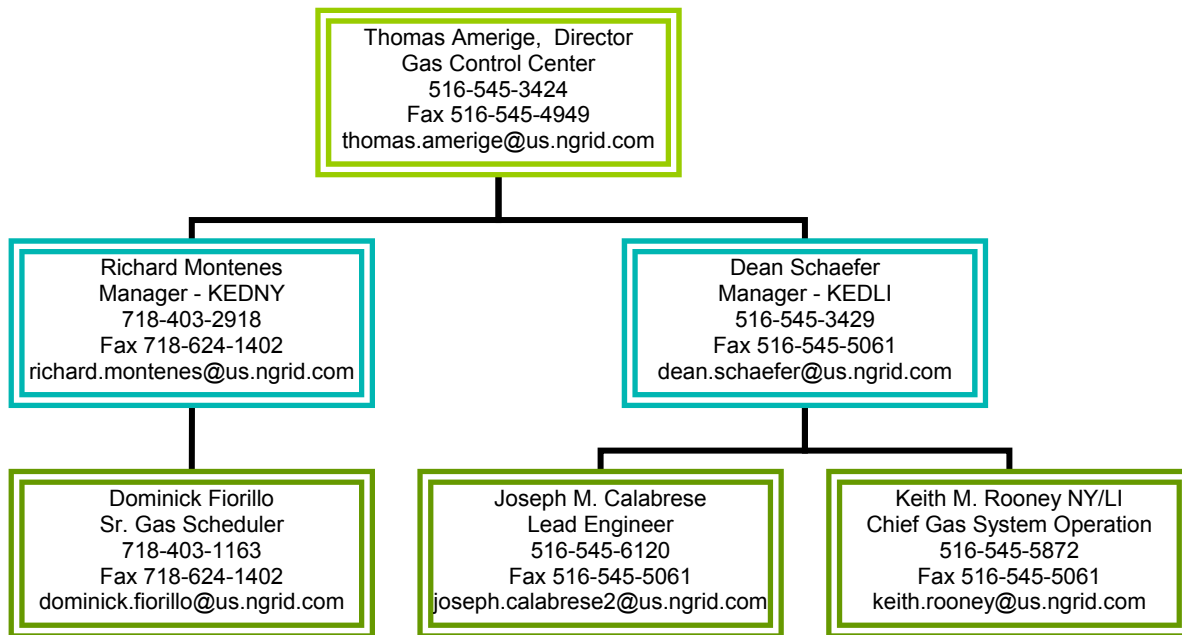 Thomas Amerige,  Director
Gas Control Center
516-545-3424
Fax 516-545-4949
thomas.amerige@us.ngrid.com
Richard Montenes
Manager - KEDNY
718-403-2918
Fax 718-624-1402
richard.montenes@us.ngrid.com
Dean Schaefer
Manager - KEDLI
516-545-3429
Fax 516-545-5061
dean.schaefer@us.ngrid.com
Dominick Fiorillo
Sr. Gas Scheduler
718-403-1163
Fax 718-624-1402
dominick.fiorillo@us.ngrid.com
Joseph M. Calabrese
Lead Engineer
516-545-6120
Fax 516-545-5061
joseph.calabrese2@us.ngrid.com
Keith M. Rooney NY/LI
Chief Gas System Operation
516-545-5872
Fax 516-545-5061
keith.rooney@us.ngrid.com